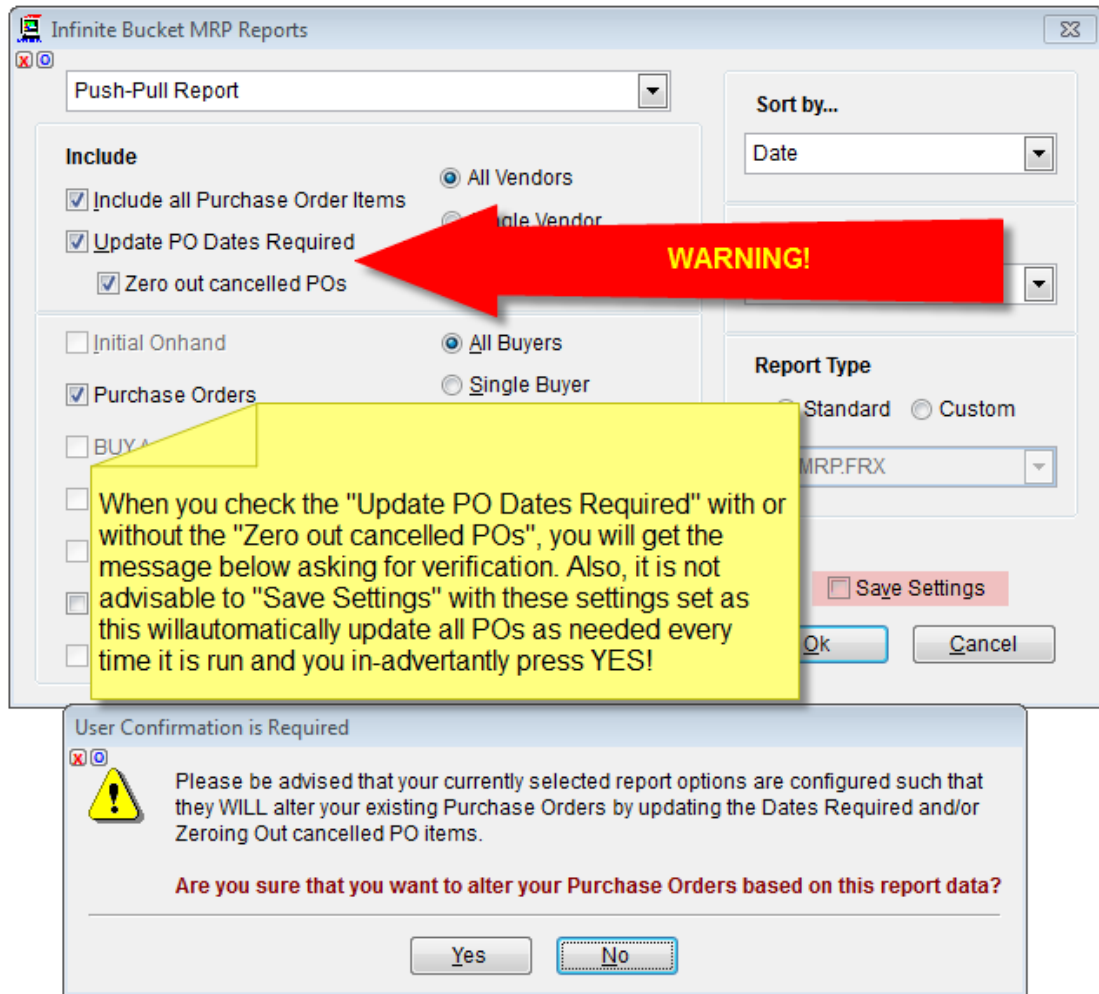 Infinite Bucket MRP Reports
Push-Pull Report
Sort by...
Date
Include
All Vendors
Include all Purchase Order Items
Update PO Dates Required
Vendor
WARNING!
Zero out cancelled POs
Initial Onhand
All Buyers
Purchase Orders
Single Buyer
Report Type
Standard
Custom
BUY
MRP.FRX
When you check the "Update PO Dates Required" with or
without the "Zero out cancelled POs", you will get the
message below asking for verification. Also, it is not
advisable to "Save Settings" with these settings set as
this willautomatically update all POs as needed every
time it is run and you in-advertantly press YES!
Save Settings
Ok
Cancel
User Confirmation is Required
Please be advised that your currently selected report options are configured such that
they WILL alter your existing Purchase Orders by updating the Dates Required and/or
Zeroing Out cancelled PO items.
Are you sure that you want to alter your Purchase Orders based on this report data?
Yes
No